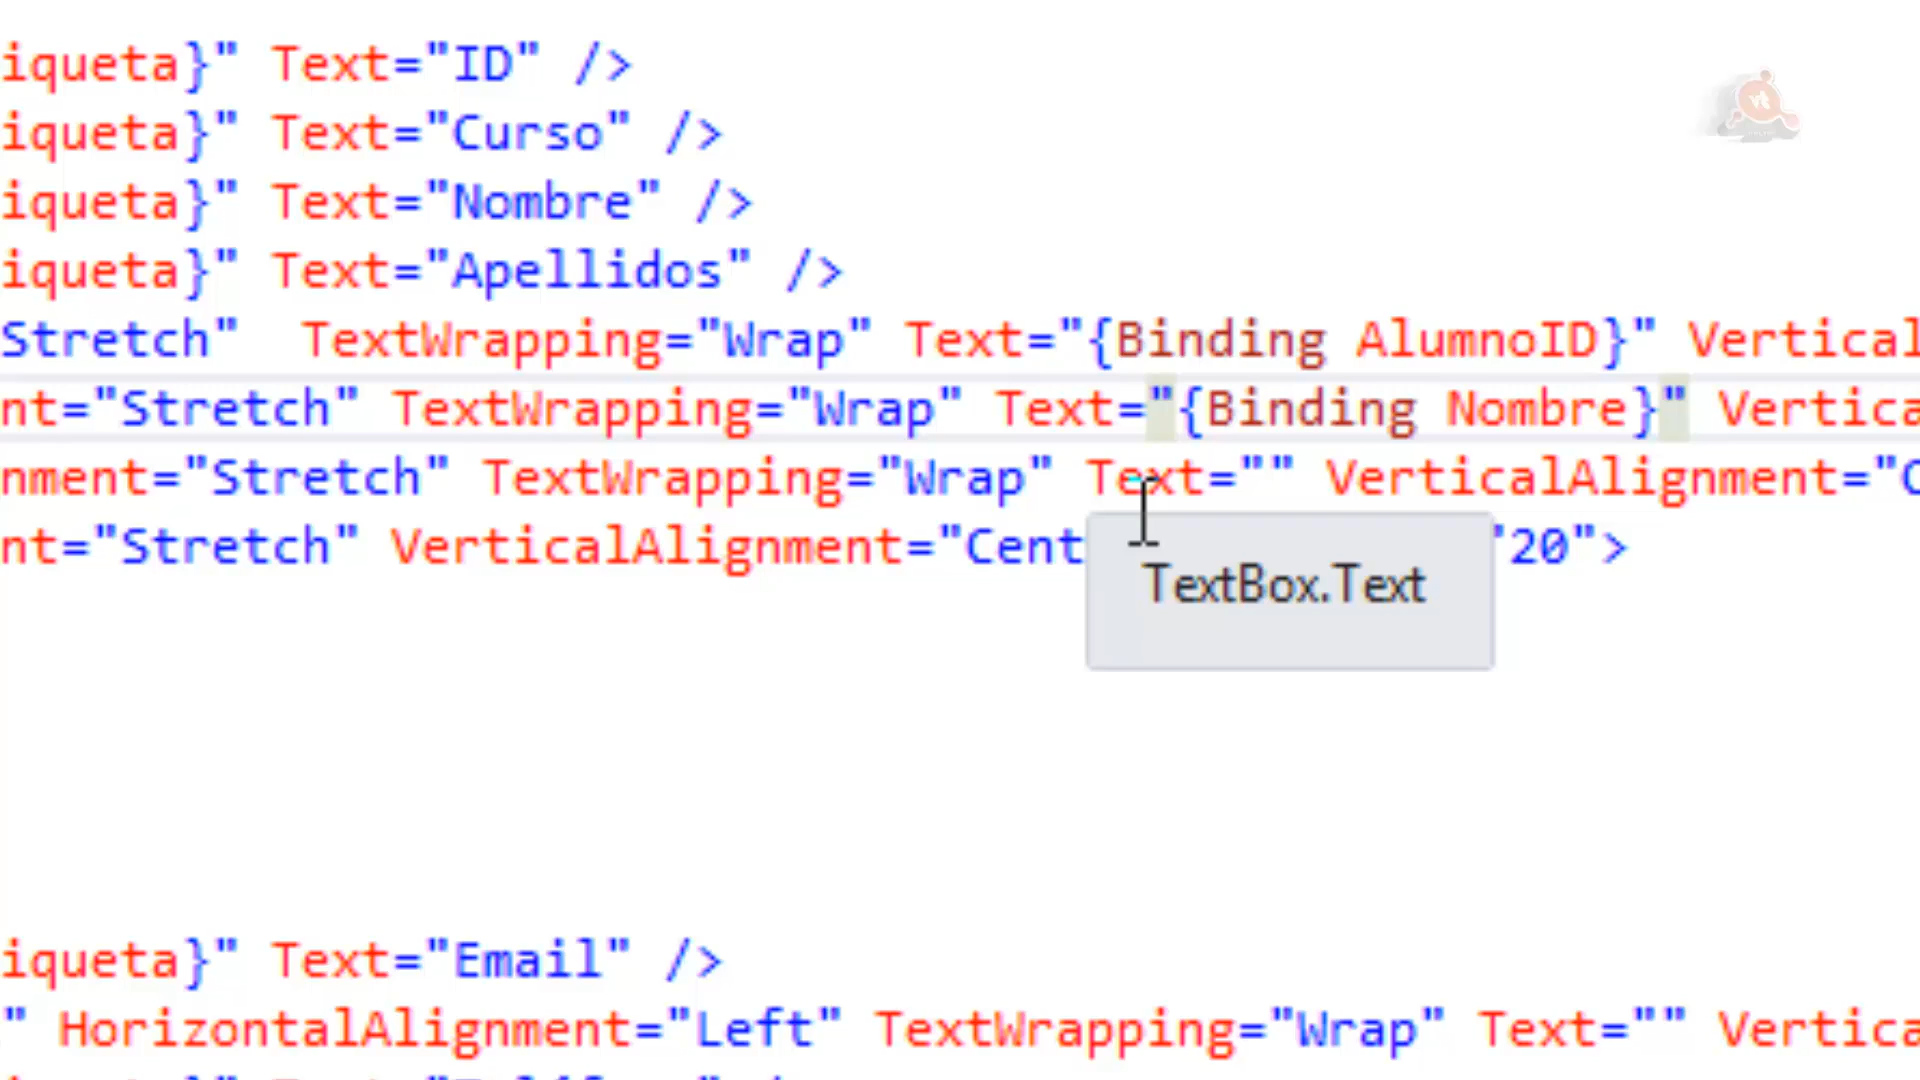 iqueta}" Text="ID" />
iqueta}" Text="Curso" />
iqueta}" Text="Nombre" />
iqueta}" Text="Apellidos" />
Stretch"  TextWrapping="Wrap" Text="{Binding AlumnoID}" Vertical
nt="Stretch" TextWrapping="Wrap" Text="{Binding Nombre}" Vertica
nment="Stretch" TextWrapping="Wrap" Text="" VerticalAlignment="C
nt="Stretch" VerticalAlignment="Cent "20">
TextBox.Text
iqueta}" Text="Email" />
" HorizontalAlignment="Left" TextWrapping="Wrap" Text="" Vertica